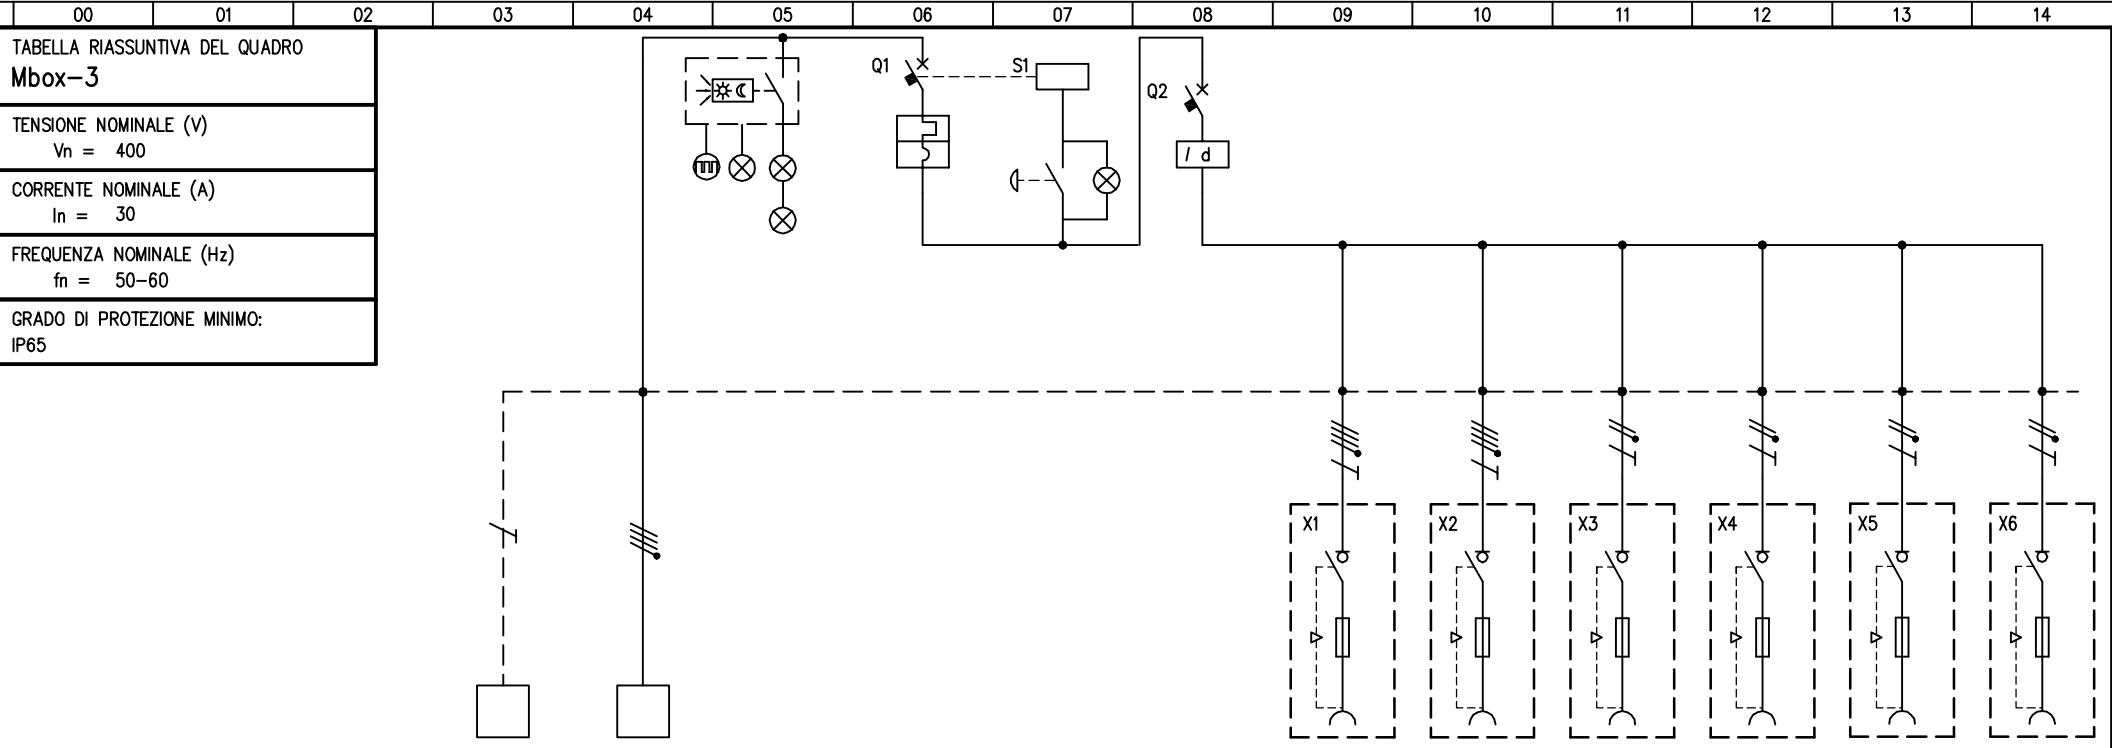 00 01 02 03 04 05 06 07 08 09 10 11 12 13 14
TABELLA RIASSUNTIVA DEL QUADRO
Mbox-3
TENSIONE NOMINALE (V)
Vn = 400
CORRENTE NOMINALE (A)
In = 30
FREQUENZA NOMINALE (Hz)
fn = 50-60
GRADO DI PROTEZIONE MINIMO:
IP65
Q1 S1
Q2
I d
X1 X2 X3 X4 X5 X6